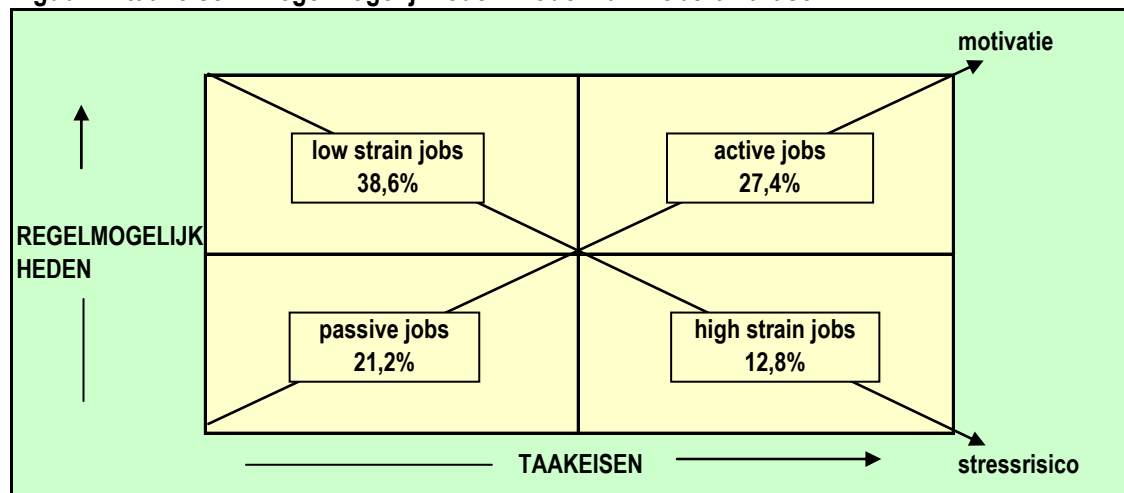 motivatie
low strain jobs
38,6%
active jobs
27,4%
REGELMOGELIJK
HEDEN
passive jobs
21,2%
high strain jobs
12,8%
TAAKEISEN
stressrisico